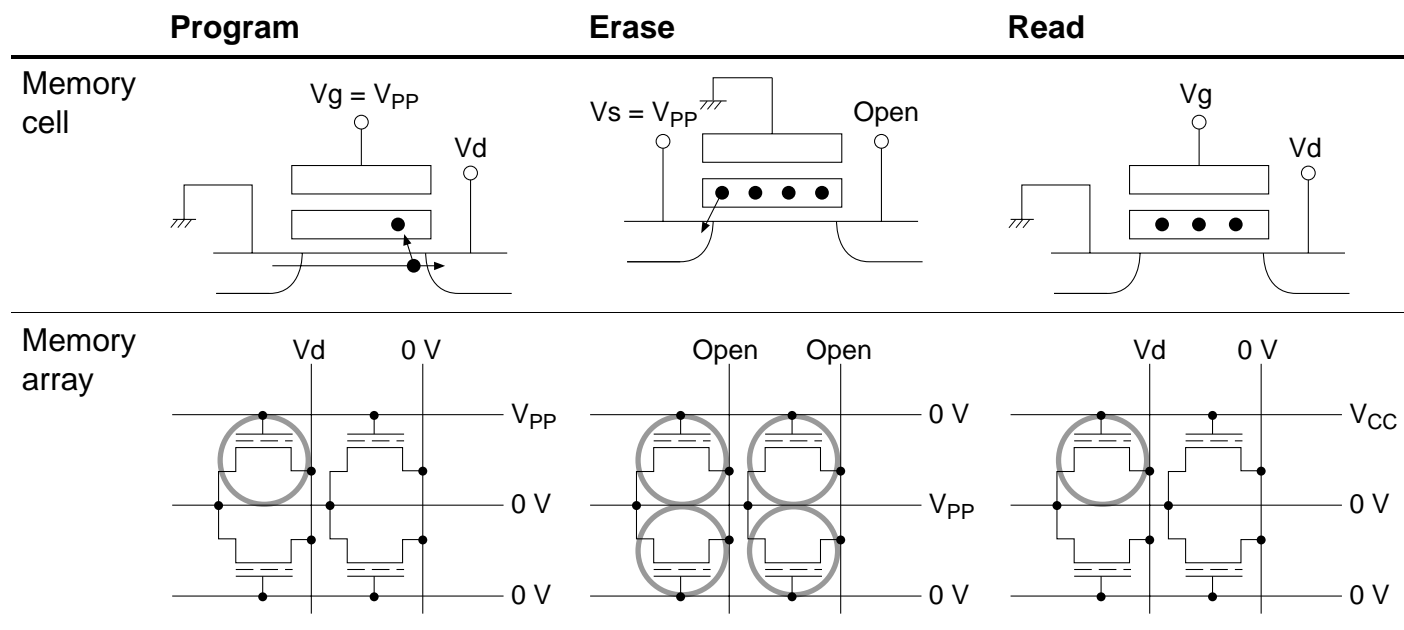 Program Erase Read
Memory
cell
Vg = VPP
Vd
Vs = VPP
Open
Vg
Vd
Memory
array
Vd 0 V
VPP
0 V
0 V
Open Open
0 V
VPP
0 V
Vd 0 V
VCC
0 V
0 V